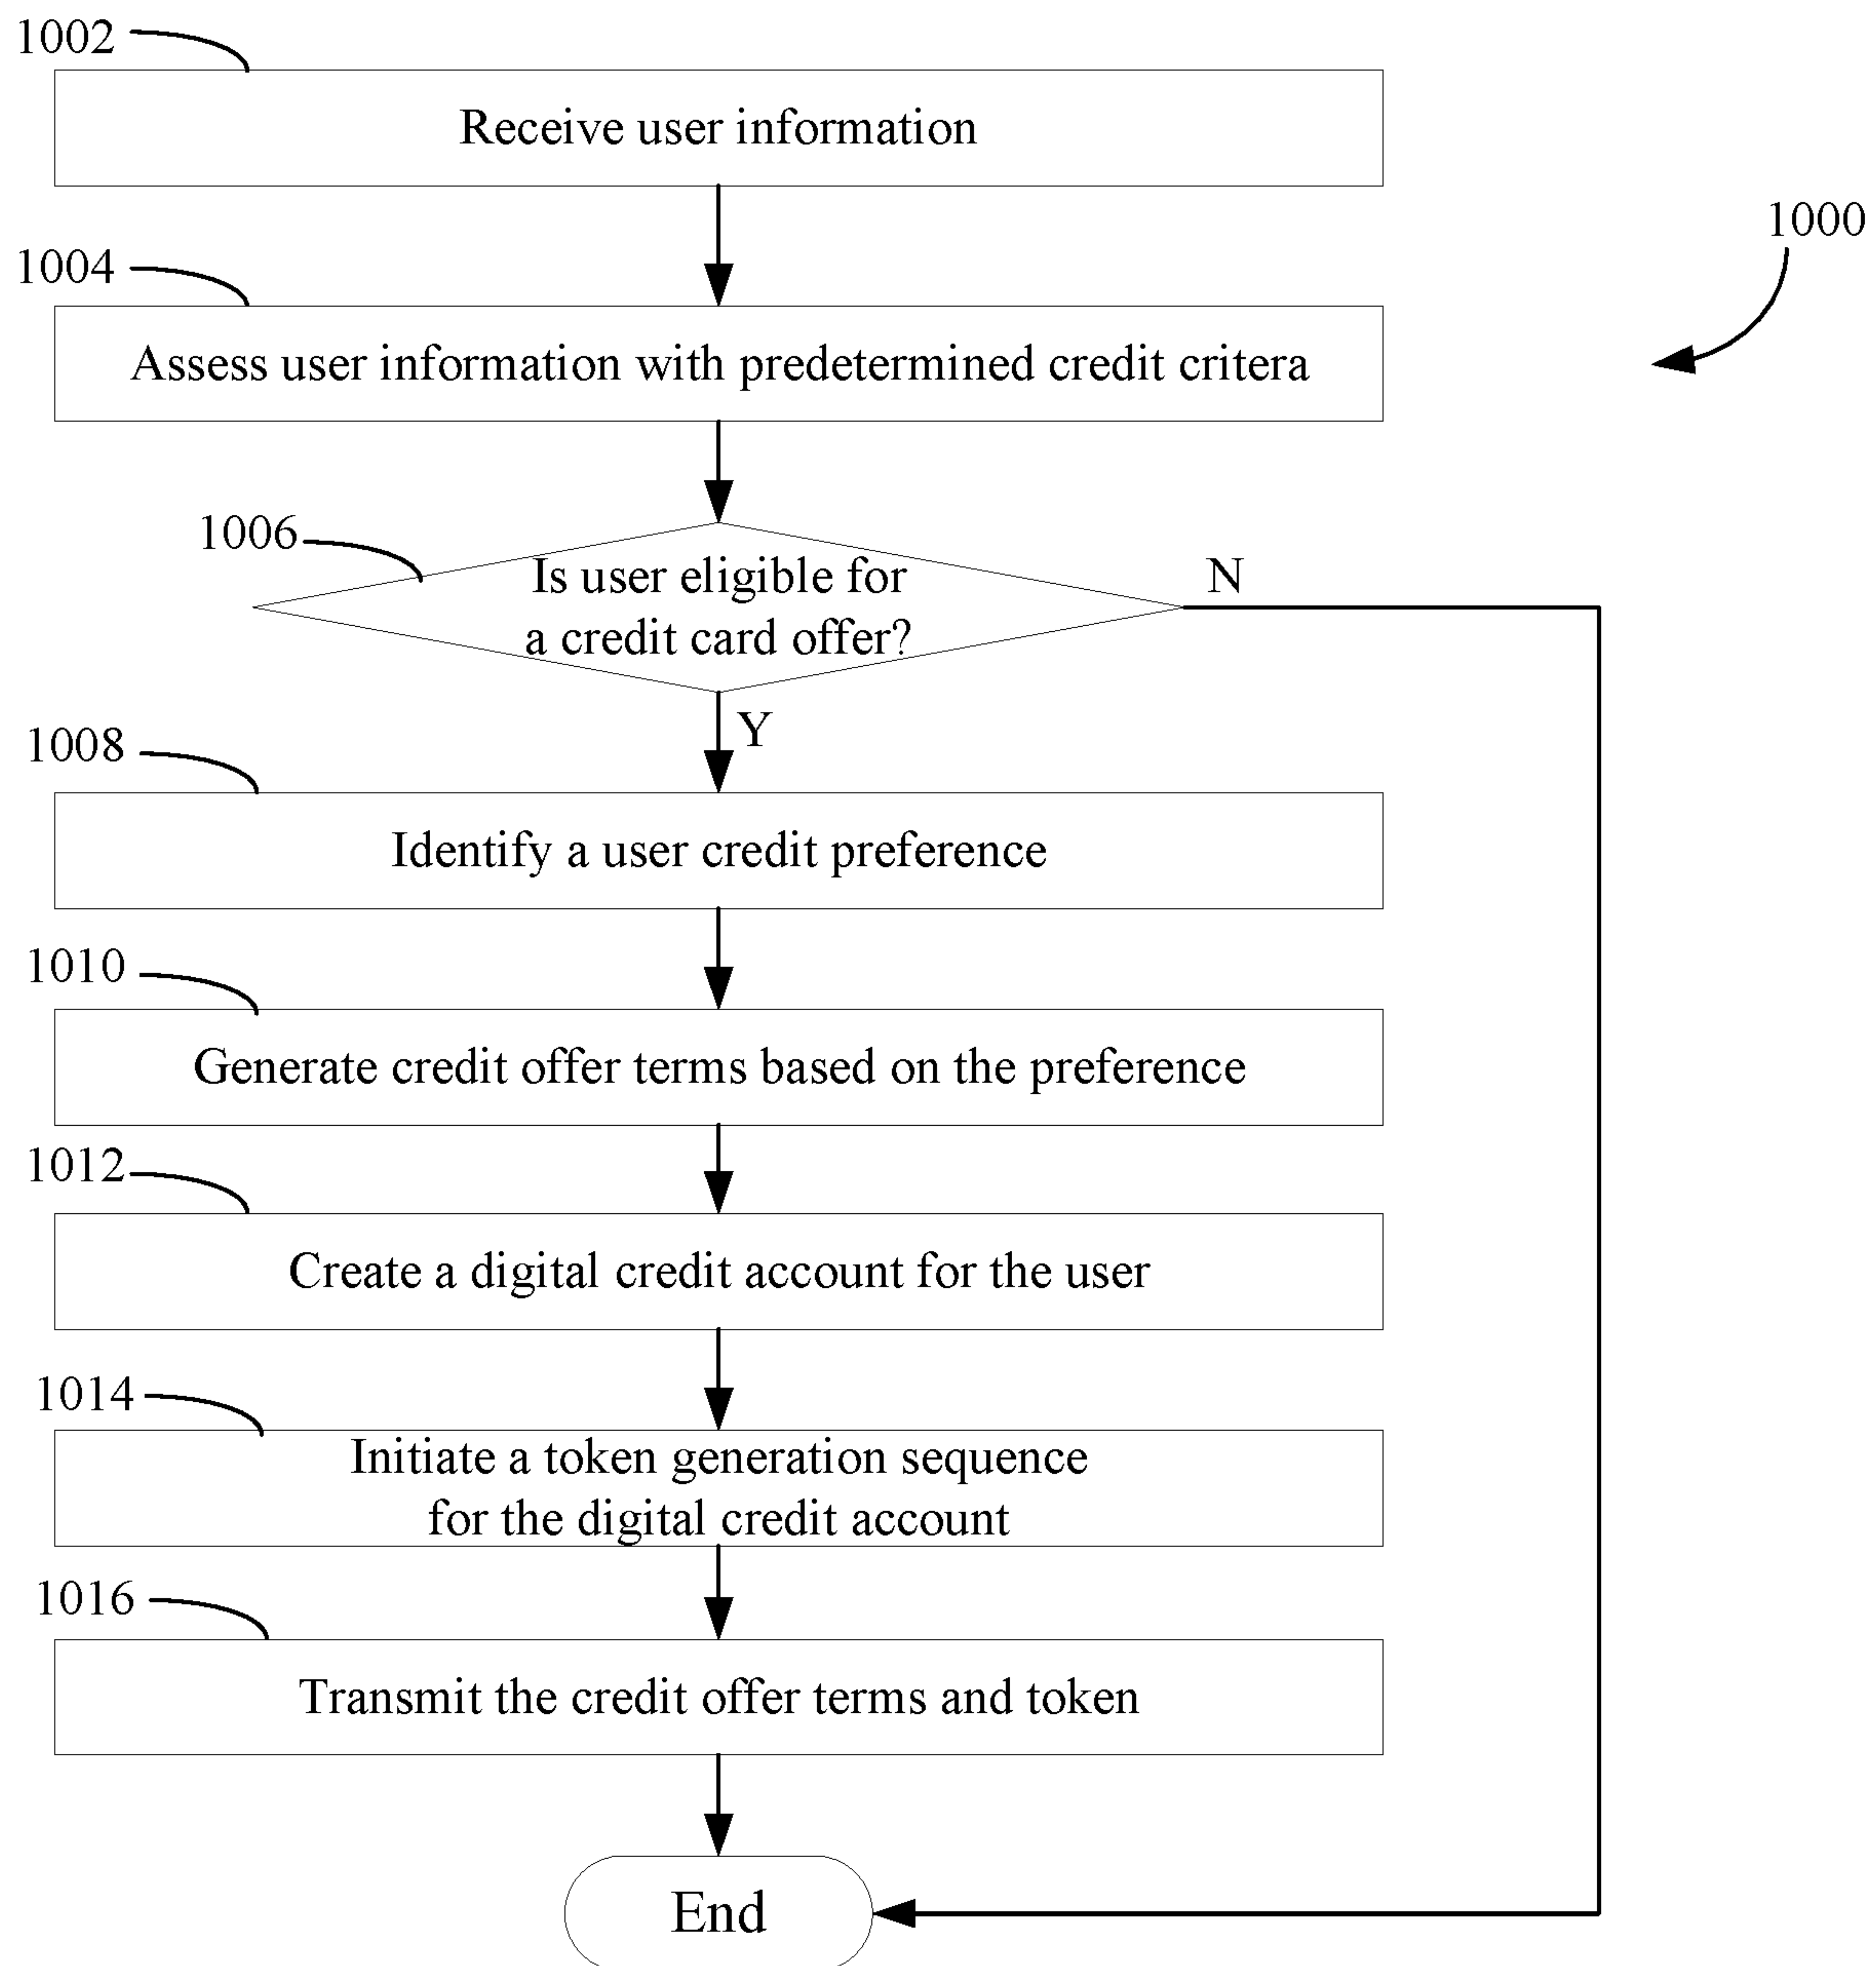 1002
Receive user information
1000
1004
Assess user information with predetermined credit critera
1006
Is user eligible for
a credit card offer?
N
Y
1008
Identify a user credit preference
1010
Generate credit offer terms based on the preference
1012
Create a digital credit account for the user
1014
Initiate a token generation sequence
for the digital credit account
1016
Transmit the credit offer terms and token
End